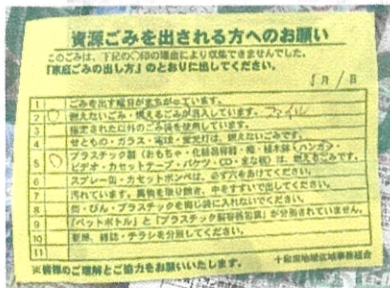 資源ごみを出される方へのお願い
このごみは、下記の○印の理由により収集できませんでした。
「家庭ごみの出し方」のとおりに出してください。
月 / 日
1 ごみを出す曜日がまちがっています。
2 ○ 燃えないごみ・燃えるごみが混入しています。 ファイル
3 指定された以外のごみ袋を使用しています。
4 せともの・ガラス・電球・蛍光灯は、燃えないごみです。
5 ○ プラスチック製(おもちゃ・化粧品容器・鉢・植木鉢・ハンガー・
ビデオ・カセットテープ・バケツ・CD・まな板)は、燃えるごみです。
6 スプレー缶・カセットボンベは、必ず穴をあけてください。
7 汚れています。異物を取り除き、中をすすいで出してください。
8 缶・びん・プラスチックを同じ袋に入れないでください。
9 「ペットボトル」と「プラスチック製容器包装」が分別されていません。
10 新聞、雑誌・チラシを分別してください。
11
※皆様のご理解とご協力をお願いいたします。
十和田地域広域事務組合